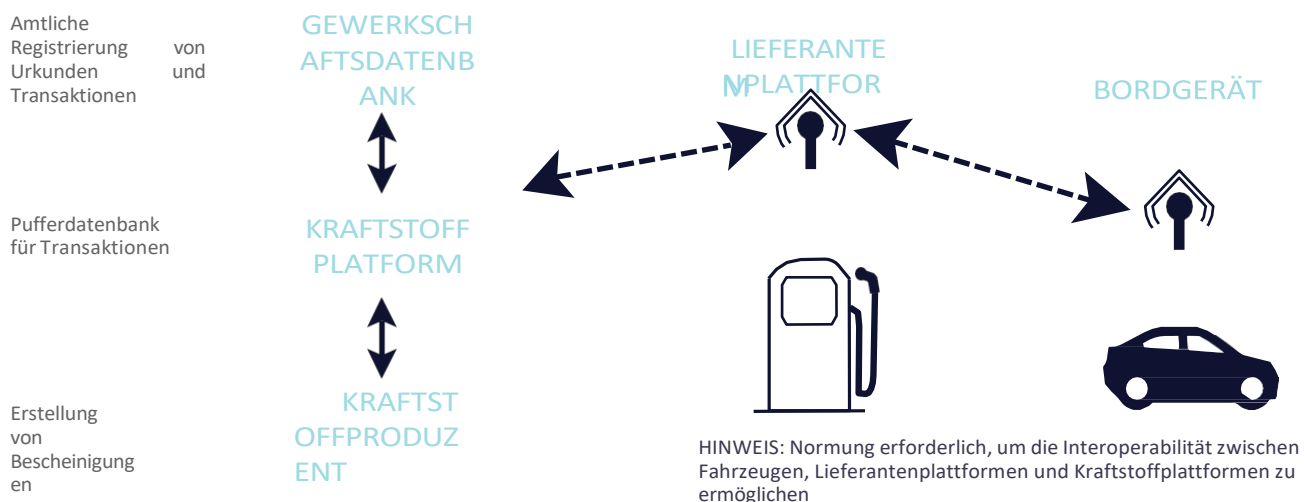 Amtliche
Registrierung von
Urkunden und
Transaktionen
GEWERKSCH
AFTSDATENB
ANK
LIEFERANTE
NPLATTFOR
M
BORDGERÄT
Pufferdatenbank
für Transaktionen
KRAFTSTOFF
PLATFORM
Erstellung
von
Bescheinigung
en
KRAFTST
OFFPRODUZ
ENT
HINWEIS: Normung erforderlich, um die Interoperabilität zwischen
Fahrzeugen, Lieferantenplattformen und Kraftstoffplattformen zu
ermöglichen